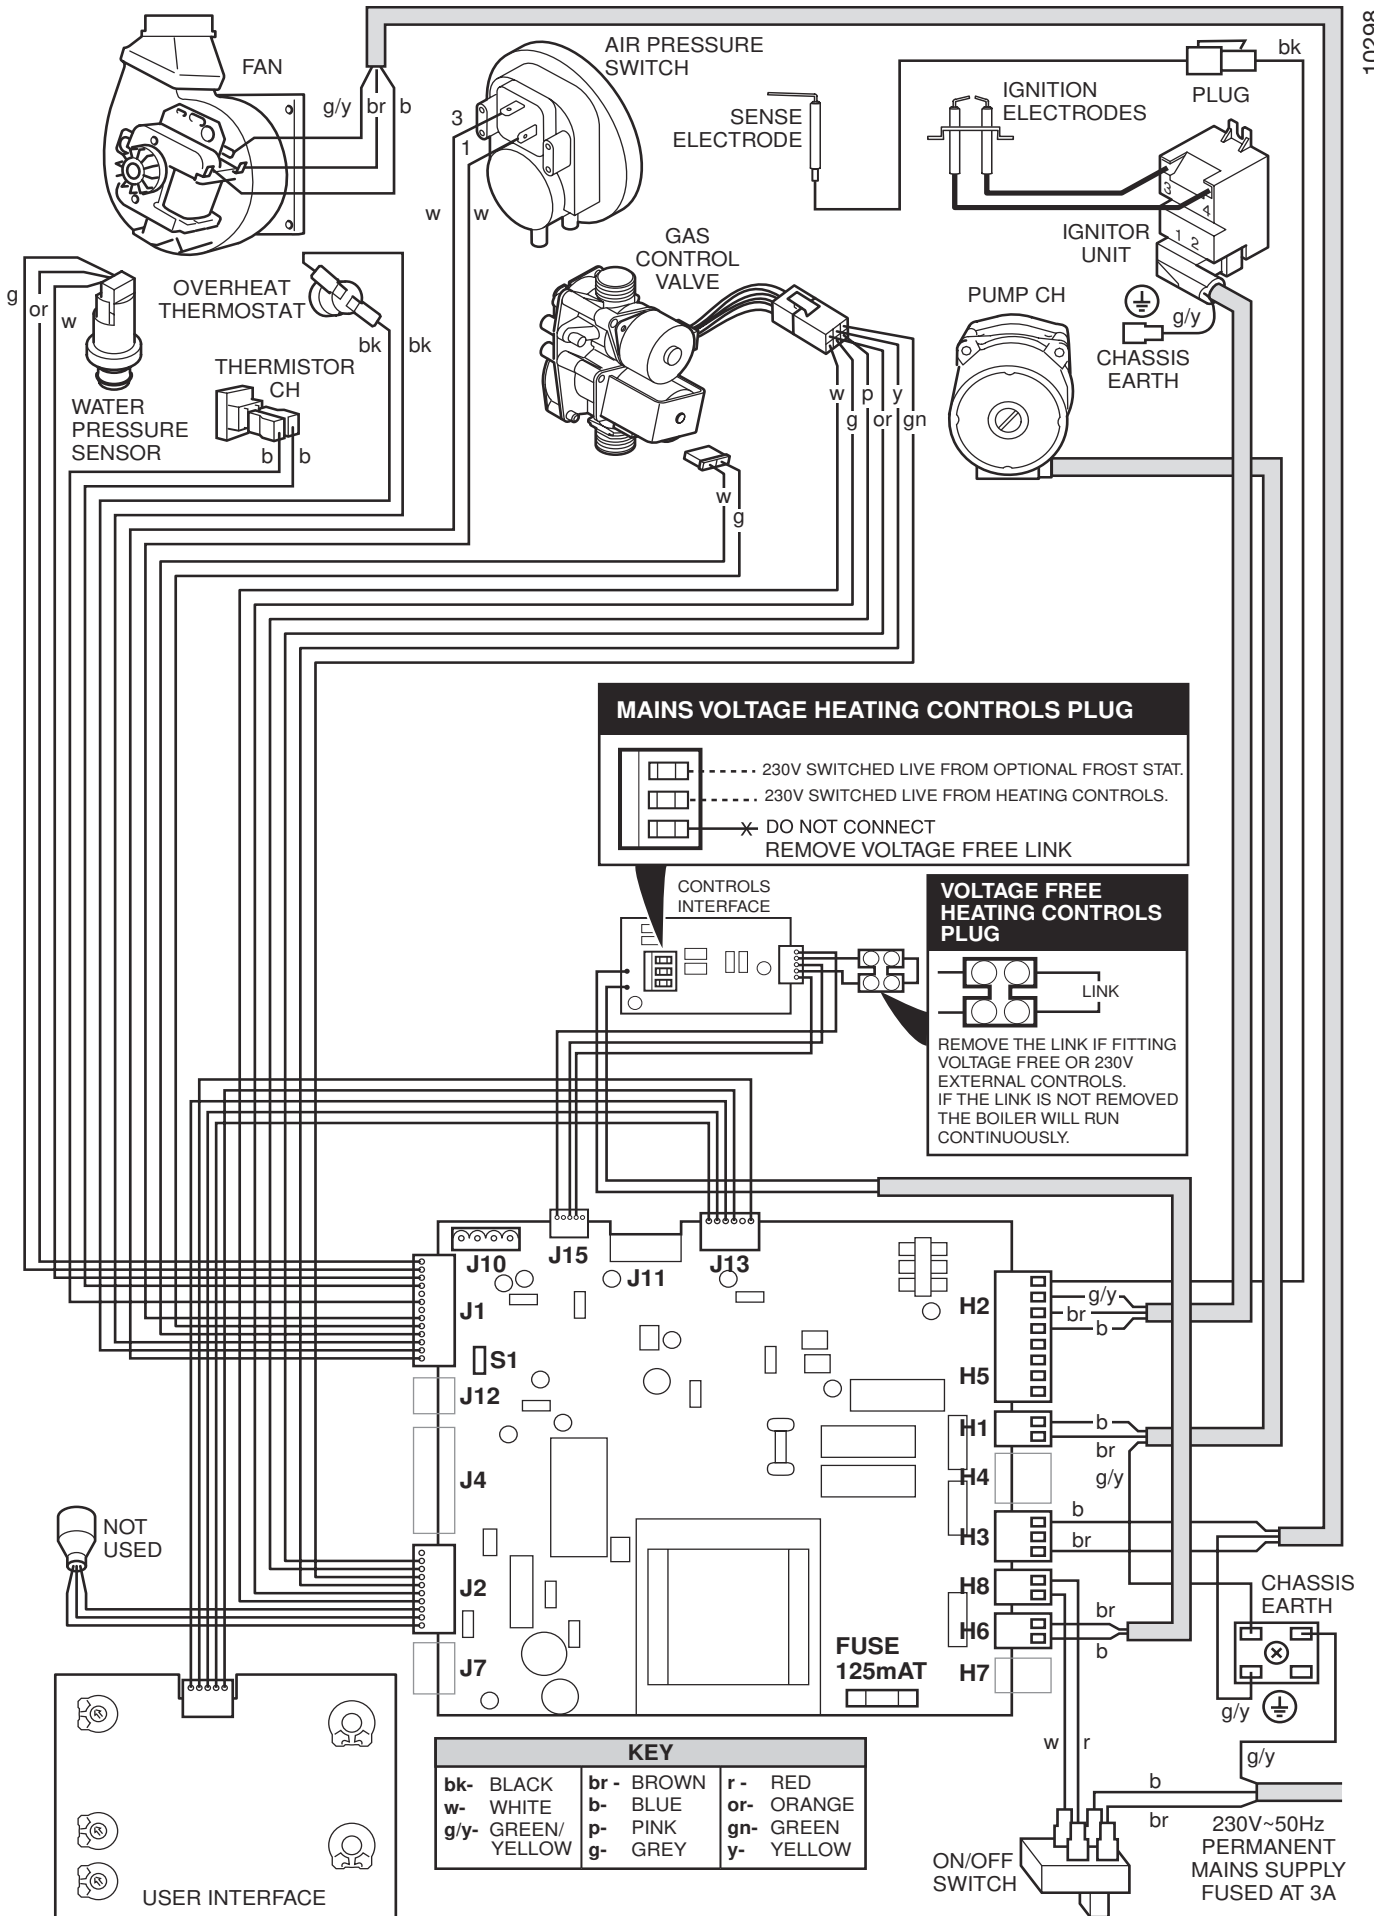 10298
FAN
g/y
br
b
AIR PRESSURE
SWITCH
3
1
w
w
SENSE
ELECTRODE
IGNITION
ELECTRODES
PLUG
bk
3
4
1
2
IGNITOR
UNIT
g/y
CHASSIS
EARTH
GAS
CONTROL
VALVE
PUMP CH
OVERHEAT
THERMOSTAT
g
or
w
bk
bk
THERMISTOR
CH
b
b
WATER
PRESSURE
SENSOR
w
g
p
or
y
gn
w
g
MAINS VOLTAGE HEATING CONTROLS PLUG
230V SWITCHED LIVE FROM OPTIONAL FROST STAT.
230V SWITCHED LIVE FROM HEATING CONTROLS.
X DO NOT CONNECT
REMOVE VOLTAGE FREE LINK
CONTROLS
INTERFACE
VOLTAGE FREE
HEATING CONTROLS
PLUG
LINK
REMOVE THE LINK IF FITTING
VOLTAGE FREE OR 230V
EXTERNAL CONTROLS.
IF THE LINK IS NOT REMOVED
THE BOILER WILL RUN
CONTINUOUSLY.
J10
J15
J11
J13
J1
S1
J12
J4
J2
J7
H2
H5
H1
H4
H3
H8
H6
H7
g/y
br
b
b
br
g/y
b
br
br
b
NOT
USED
FUSE
125mAT
CHASSIS
EARTH
g/y
g/y
w
r
b
br
230V~50Hz
PERMANENT
MAINS SUPPLY
FUSED AT 3A
ON/OFF
SWITCH
USER INTERFACE
KEY
bk- BLACK
w- WHITE
g/y- GREEN/
YELLOW
br - BROWN
b- BLUE
p- PINK
g- GREY
r - RED
or- ORANGE
gn- GREEN
y- YELLOW